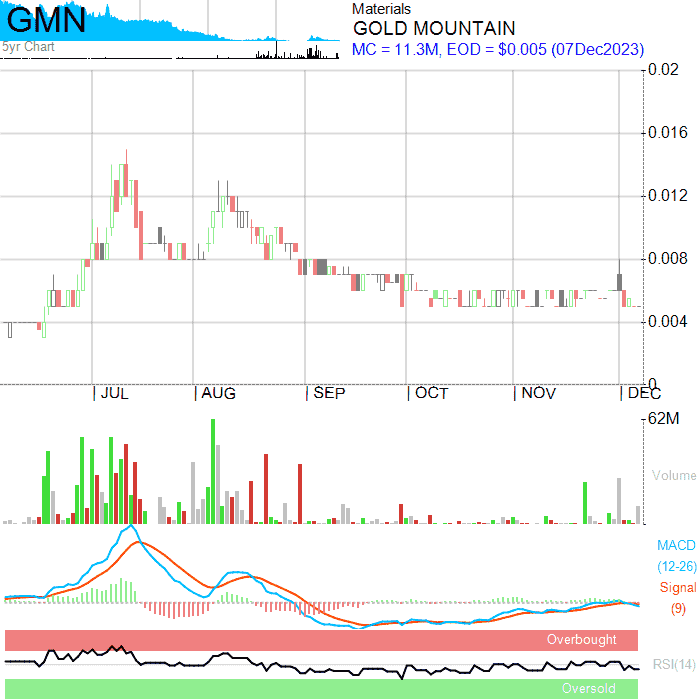 GMN
5yr Chart
Materials
GOLD MOUNTAIN
MC = 11.3M, EOD = $0.005 (07Dec2023)
0.02
0.016
0.012
0.008
0.004
0
JUL AUG SEP OCT NOV DEC
62M
Volume
MACD
(12-26)
Signal
(9)
Overbought
RSI(14)
Oversold